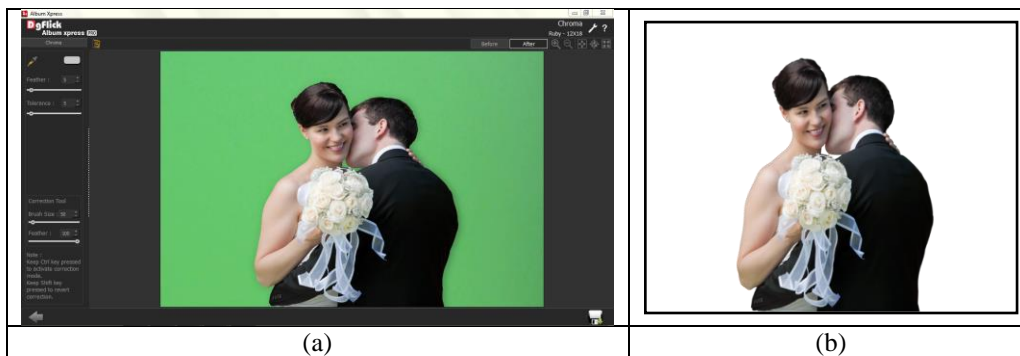 Album Xpress
DgFlick
Album xpress PRO
Chroma
Ruby - 12X18
?
Chroma
Before
After
Feather :
Tolerance :
Correction Tool
Brush Size :
Feather :
Note :
Keep Ctrl key pressed
to activate correction
mode.
Keep Shift key
pressed to revert
correction.
(a)
(b)